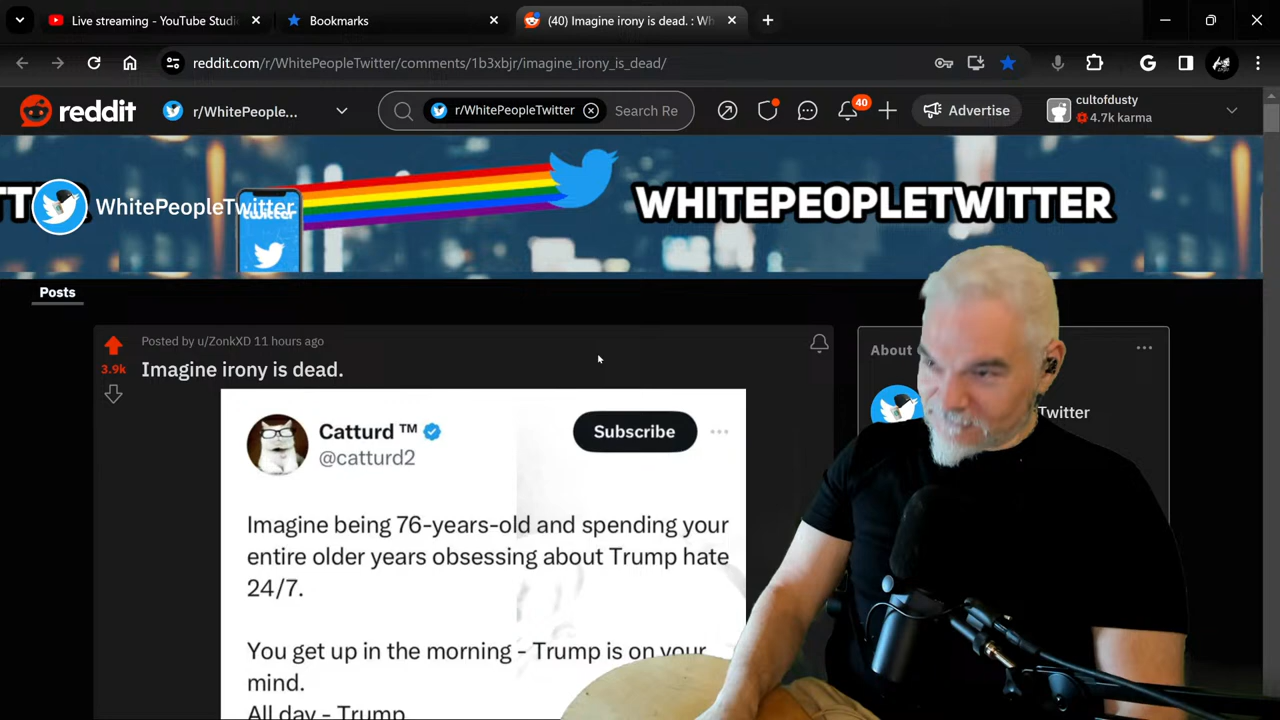 Live streaming - YouTube Studi
Bookmarks
(40) Imagine irony is dead. : Wh
reddit.com/r/WhitePeopleTwitter/comments/1b3xbjr/imagine_irony_is_dead/
reddit
r/WhitePeople...
r/WhitePeopleTwitter
Search Re
40
Advertise
cultofdusty
4.7k karma
WhitePeopleTwitter
twitter
WHITEPEOPLETWITTER
Posts
Posted by u/ZonkXD 11 hours ago
3.9k
Imagine irony is dead.
About
Twitter
Catturd ™
@catturd2
Subscribe
Imagine being 76-years-old and spending your
entire older years obsessing about Trump hate
24/7.
You get up in the morning - Trump is on your
mind.
All day - Trump